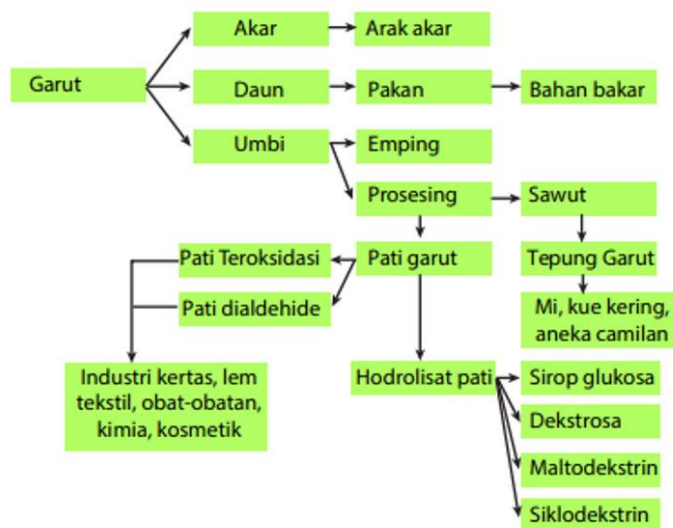 Akar
Arak akar
Garut
Daun
Pakan
Bahan bakar
Umbi
Emping
Prosesing
Sawut
Pati Teroksidasi
Pati garut
Tepung Garut
Pati dialdehide
Mi, kue kering,
aneka camilan
Industri kertas, lem
tekstil, obat-obatan,
kimia, kosmetik
Hodrolisat pati
Sirop glukosa
Dekstrosa
Maltodekstrin
Siklodekstrin